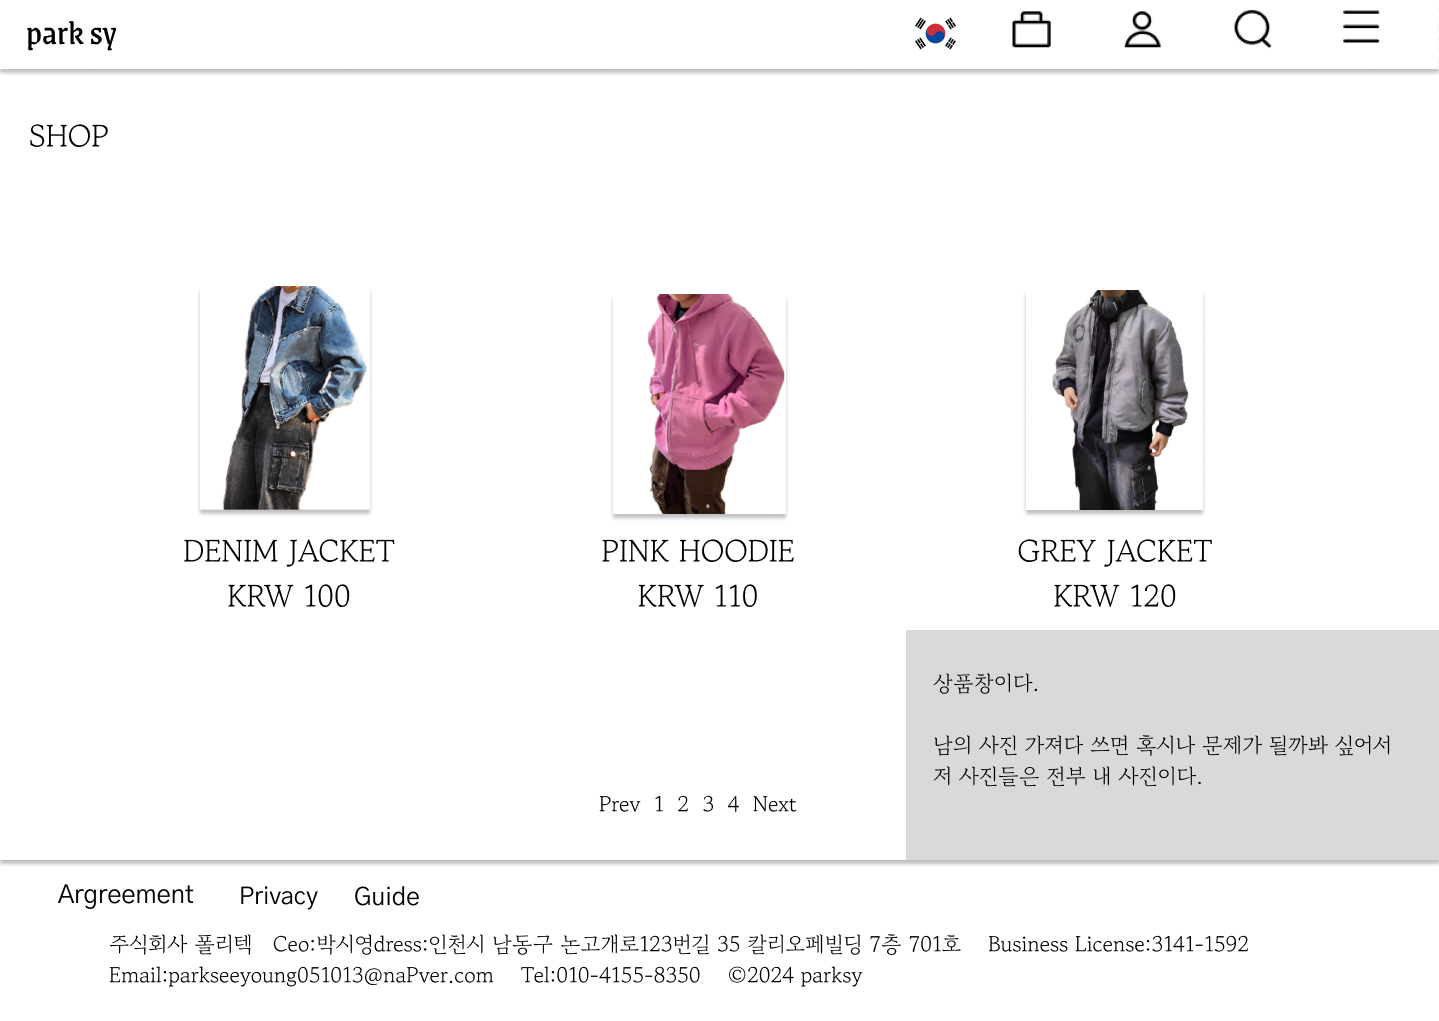 park sy
SHOP
DENIM JACKET
KRW 100
PINK HOODIE
KRW 110
GREY JACKET
KRW 120
상품창이다.
남의 사진 가져다 쓰면 혹시나 문제가 될까봐 싶어서
저 사진들은 전부 내 사진이다.
Prev 1 2 3 4 Next
Argreement Privacy Guide
주식회사 폴리텍 Ceo:박시영dress:인천시 남동구 논고개로123번길 35 칼리오페빌딩 7층 701호 Business License:3141-1592
Email:parkseeyoung051013@naPver.com Tel:010-4155-8350 ©2024 parksy